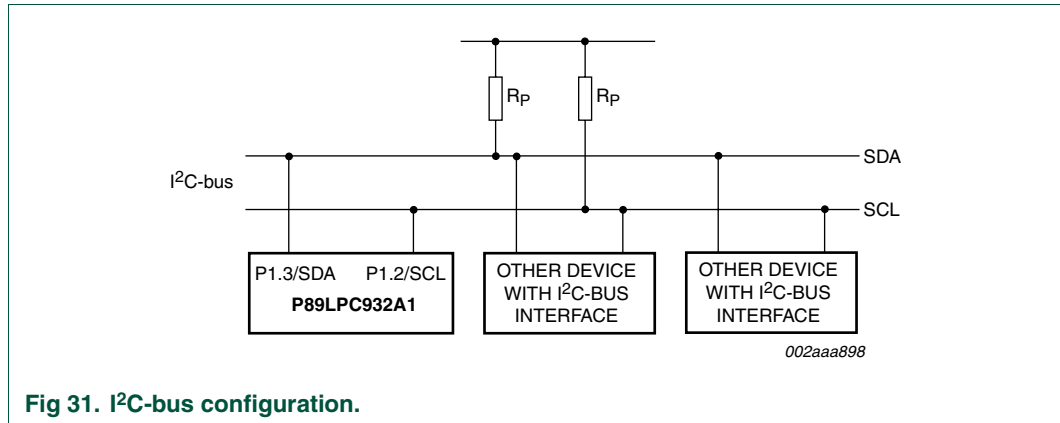 Rₚ Rₚ
SDA
I²C-bus
SCL
P1.3/SDA P1.2/SCL
P89LPC932A1
OTHER DEVICE
WITH I²C-BUS
INTERFACE
OTHER DEVICE
WITH I²C-BUS
INTERFACE
002aaa898
Fig 31. I²C-bus configuration.